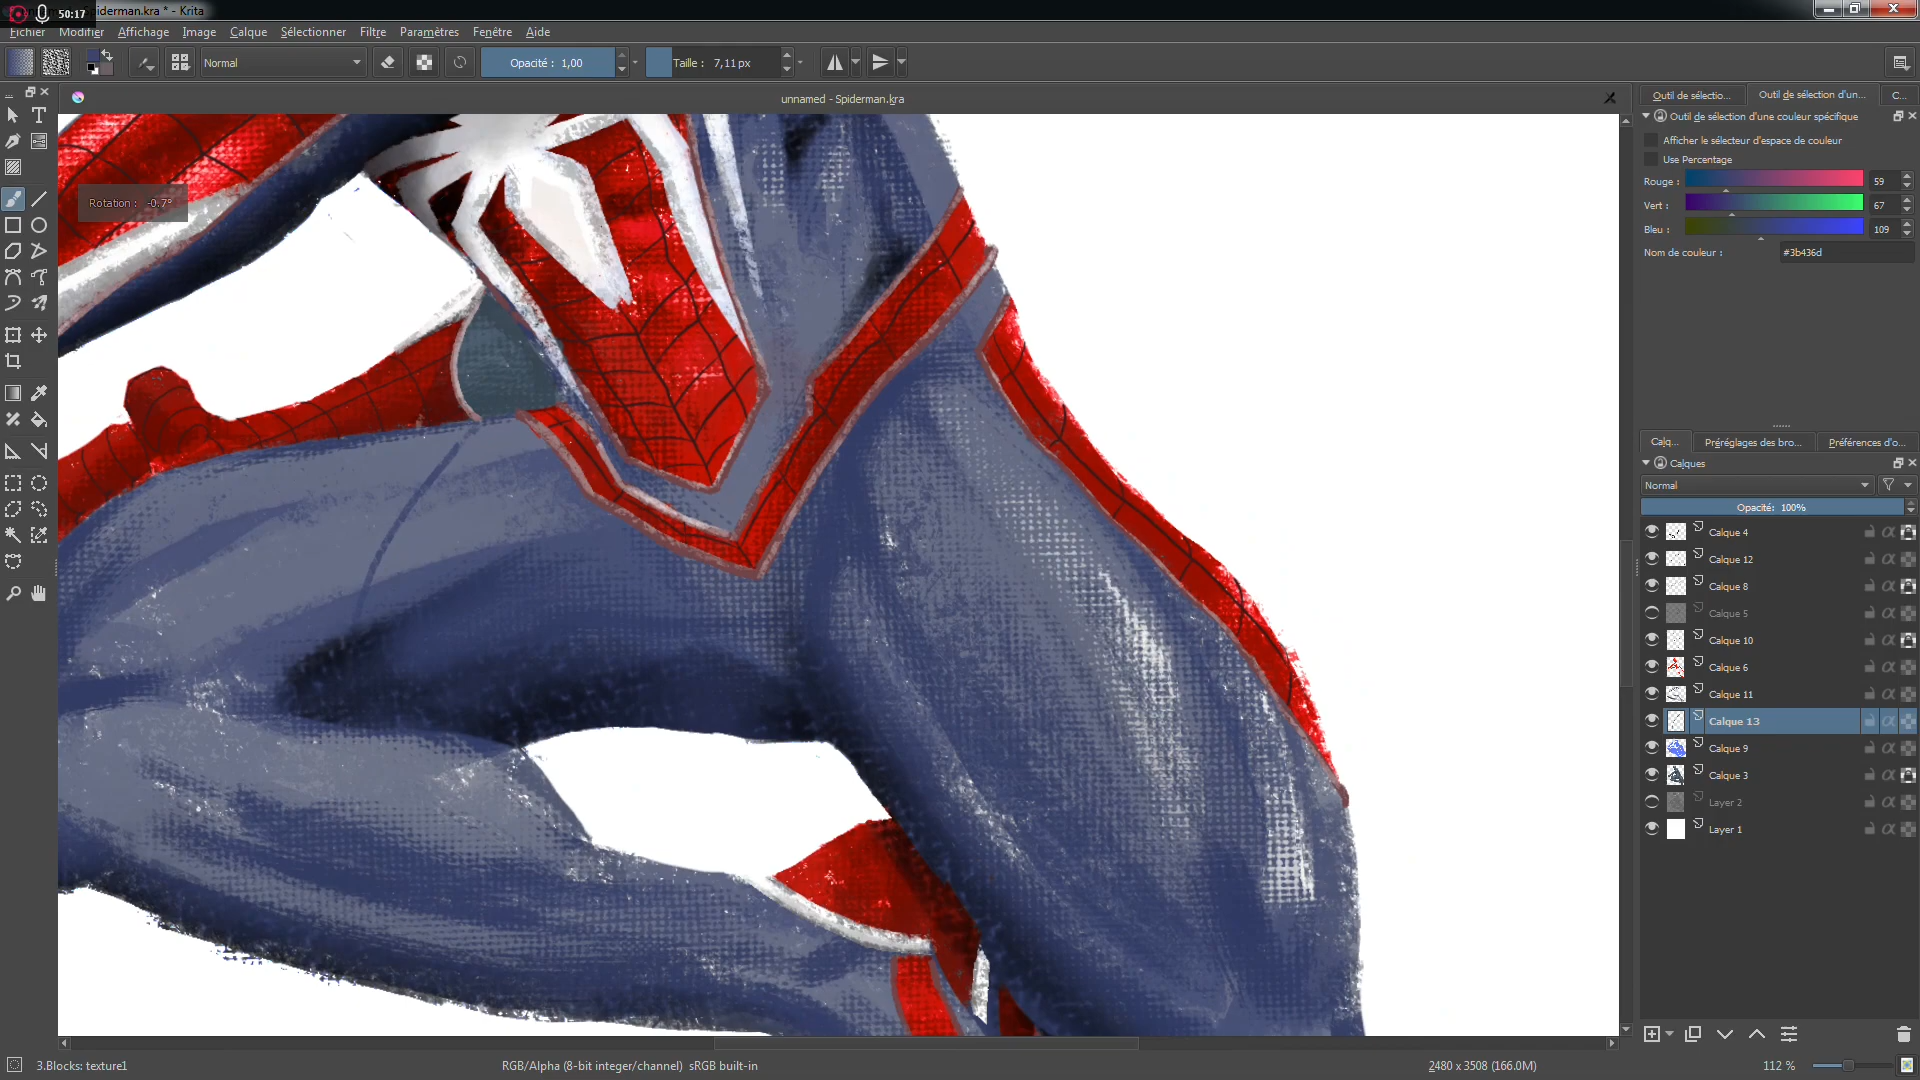 50:17
Spiderman.kra * - Krita
Fichier Modifier Affichage Image Calque Sélectionner Filtre Paramètres Fenêtre Aide
Normal
Opacité : 1,00
Taille : 7,11 px
unnamed - Spiderman.kra
Rotation : -0.7°
Outil de sélectio... Outil de sélection d'un... C...
Outil de sélection d'une couleur spécifique
Afficher le sélecteur d'espace de couleur
Use Percentage
Rouge : 59
Vert : 67
Bleu : 109
Nom de couleur : #3b436d
Calq... Préréglages des bro... Préférences d'o...
Calques
Normal
Opacité: 100%
Calque 4
Calque 12
Calque 8
Calque 5
Calque 10
Calque 6
Calque 11
Calque 13
Calque 9
Calque 3
Layer 2
Layer 1
3.Blocks: texture1
RGB/Alpha (8-bit integer/channel) sRGB built-in
2480 x 3508 (166.0M)
112 %